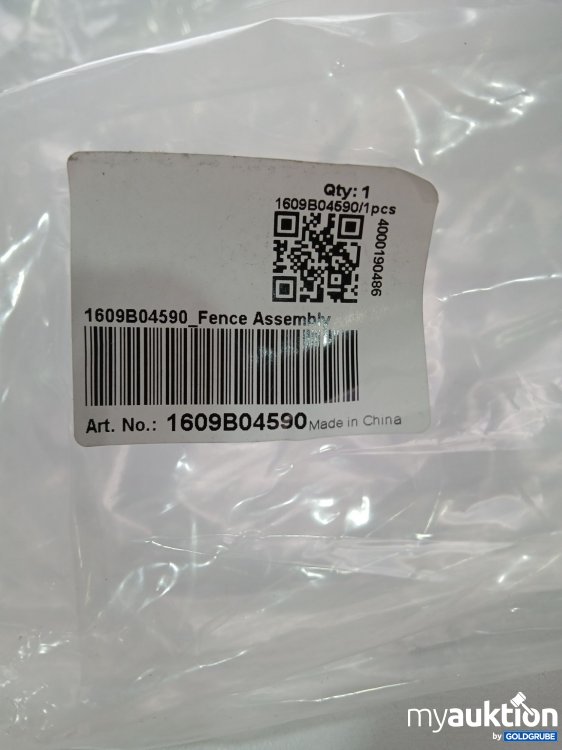 Qty: 1
1609B04590/1pcs
4000190486
1609B04590_Fence Assembly
Art. No.: 1609B04590 Made in China
myauktion
by GOLDGRUBE